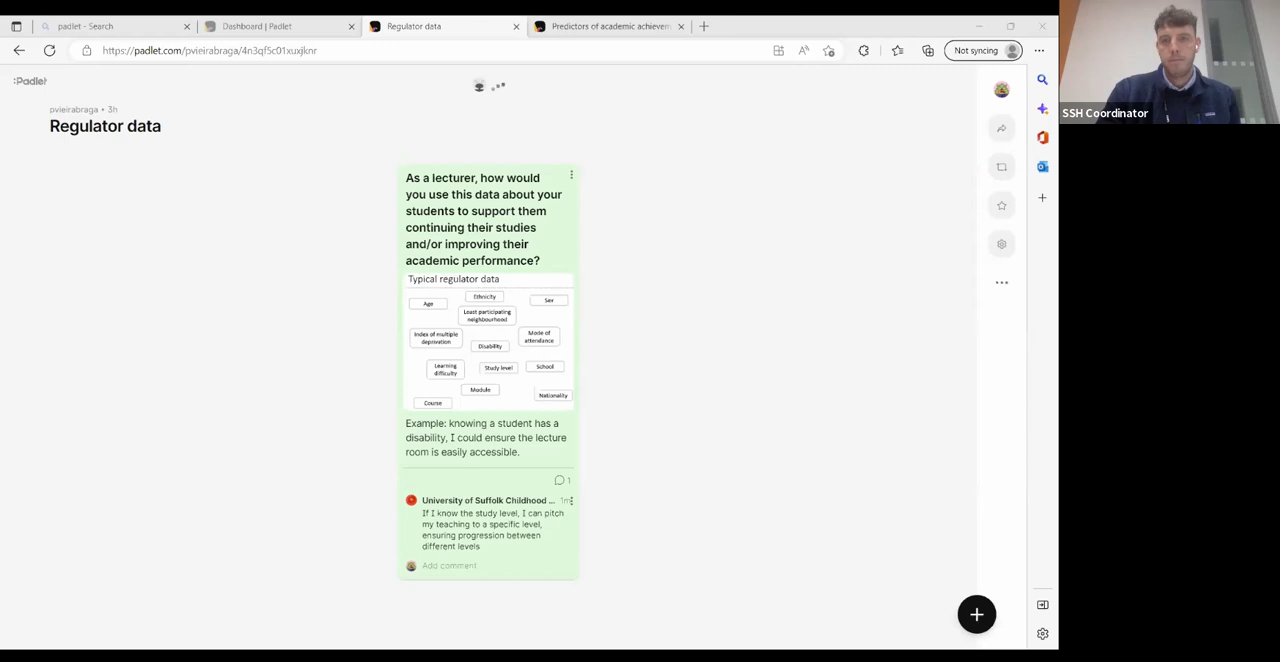 padlet - Search
Dashboard | Padlet
Regulator data
Predictors of academic achievem
https://padlet.com/pvieirabraga/4n3qf5c01xuxjknr
Not syncing
SSH Coordinator
:Padlet
pvieirabraga • 3h
Regulator data
As a lecturer, how would
you use this data about your
students to support them
continuing their studies
and/or improving their
academic performance?
Typical regulator data
Age
Ethnicity
Sex
Least participating
neighbourhood
Index of multiple
deprivation
Mode of
attendance
Disability
Learning
difficulty
Study level
School
Module
Nationality
Course
Example: knowing a student has a
disability, I could ensure the lecture
room is easily accessible.
1
University of Suffolk Childhood ... 1m
If I know the study level, I can pitch
my teaching to a specific level,
ensuring progression between
different levels
Add comment